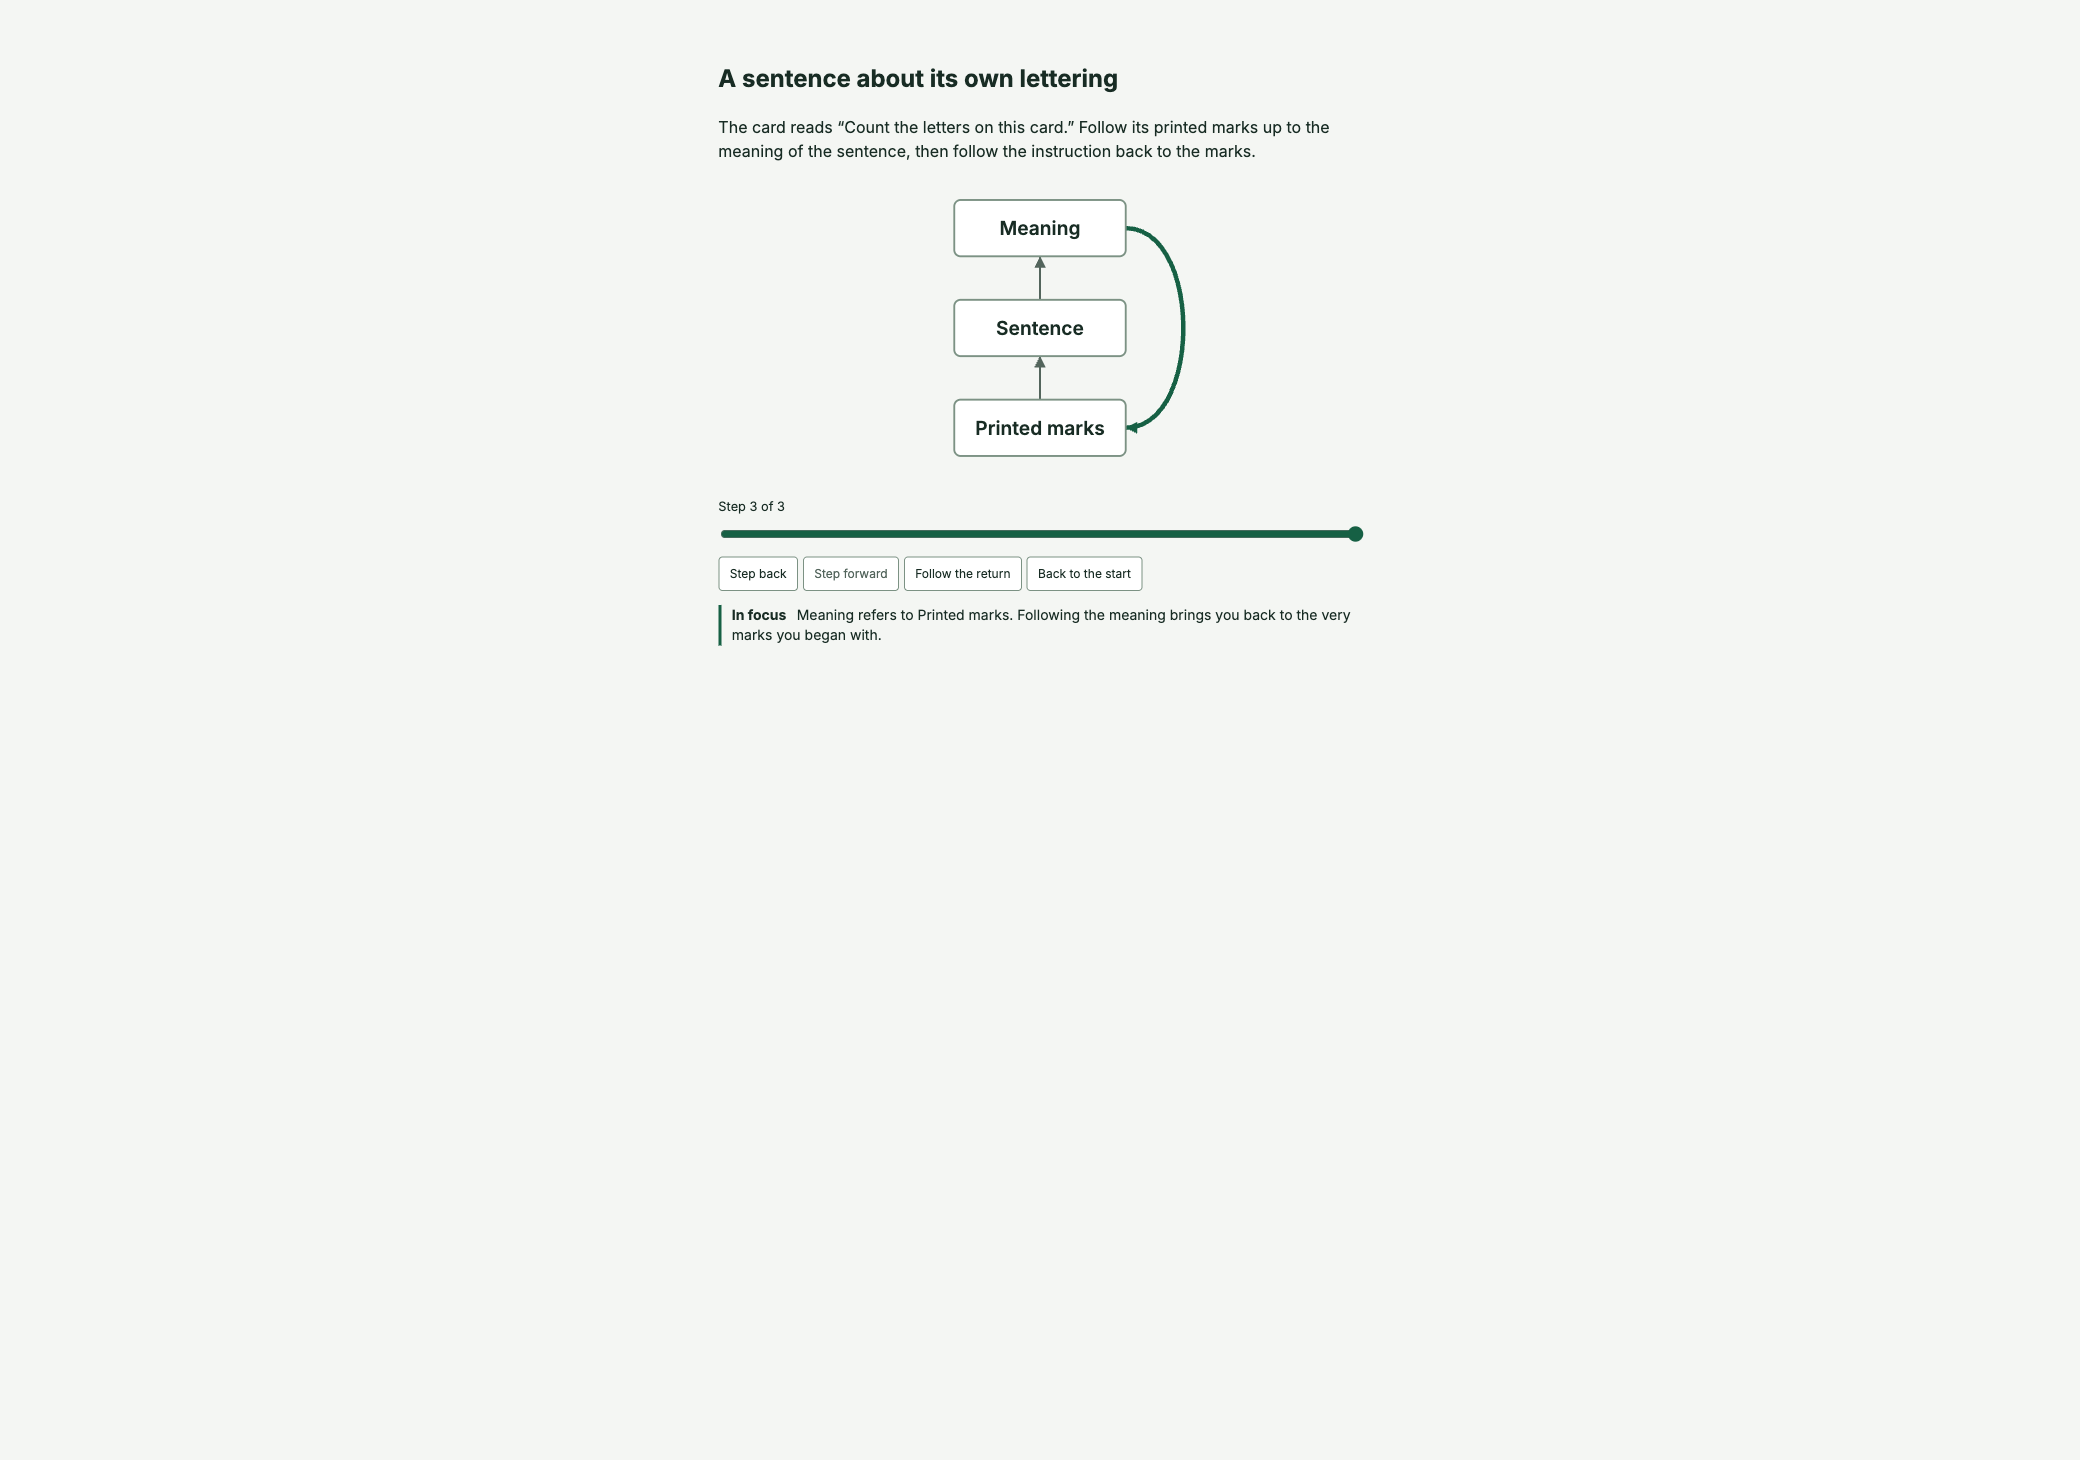 A sentence about its own lettering
The card reads “Count the letters on this card.” Follow its printed marks up to the
meaning of the sentence, then follow the instruction back to the marks.
Meaning
Sentence
Printed marks
Step 3 of 3
Step back
Step forward
Follow the return
Back to the start
In focus Meaning refers to Printed marks. Following the meaning brings you back to the very
marks you began with.